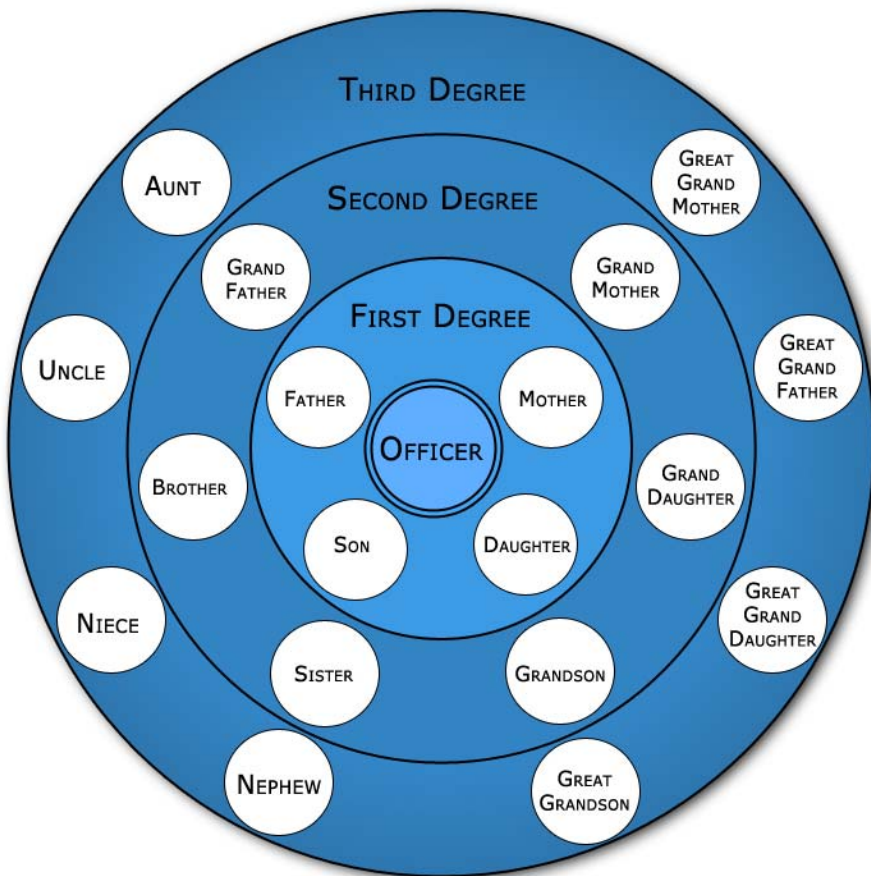 THIRD DEGREE
AUNT
GREAT
GRAND
MOTHER
SECOND DEGREE
GRAND
FATHER
GRAND
MOTHER
FIRST DEGREE
UNCLE
GREAT
GRAND
FATHER
FATHER
MOTHER
OFFICER
BROTHER
GRAND
DAUGHTER
SON
DAUGHTER
NIECE
GREAT
GRAND
DAUGHTER
SISTER
GRANDSON
NEPHEW
GREAT
GRANDSON